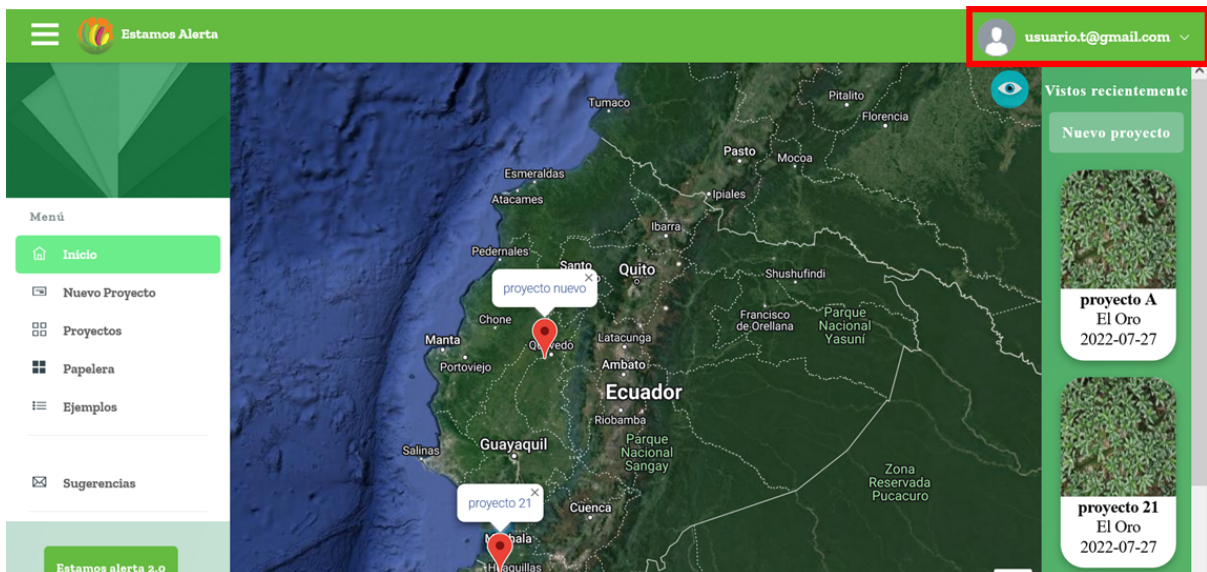 Estamos Alerta
usuario.t@gmail.com
Menú
Inicio
Nuevo Proyecto
Proyectos
Papelera
Ejemplos
Sugerencias
Estamos alerta 2.0
Tumaco
Pitalito
Florencia
Pasto
Mocoa
Esmeraldas
Atacames
Ipiales
Ibarra
Pedernales
Santo
Quito
Shushufindi
proyecto nuevo
Chone
Francisco
de Orellana
Parque
Nacional
Yasuní
Manta
Latacunga
Portoviejo
Ambato
Ecuador
Riobamba
Guayaquil
Parque
Nacional
Sangay
Salinas
Zona
Reservada
Pucacuro
proyecto 21
Cuenca
Vistos recientemente
Nuevo proyecto
proyecto A
El Oro
2022-07-27
proyecto 21
El Oro
2022-07-27